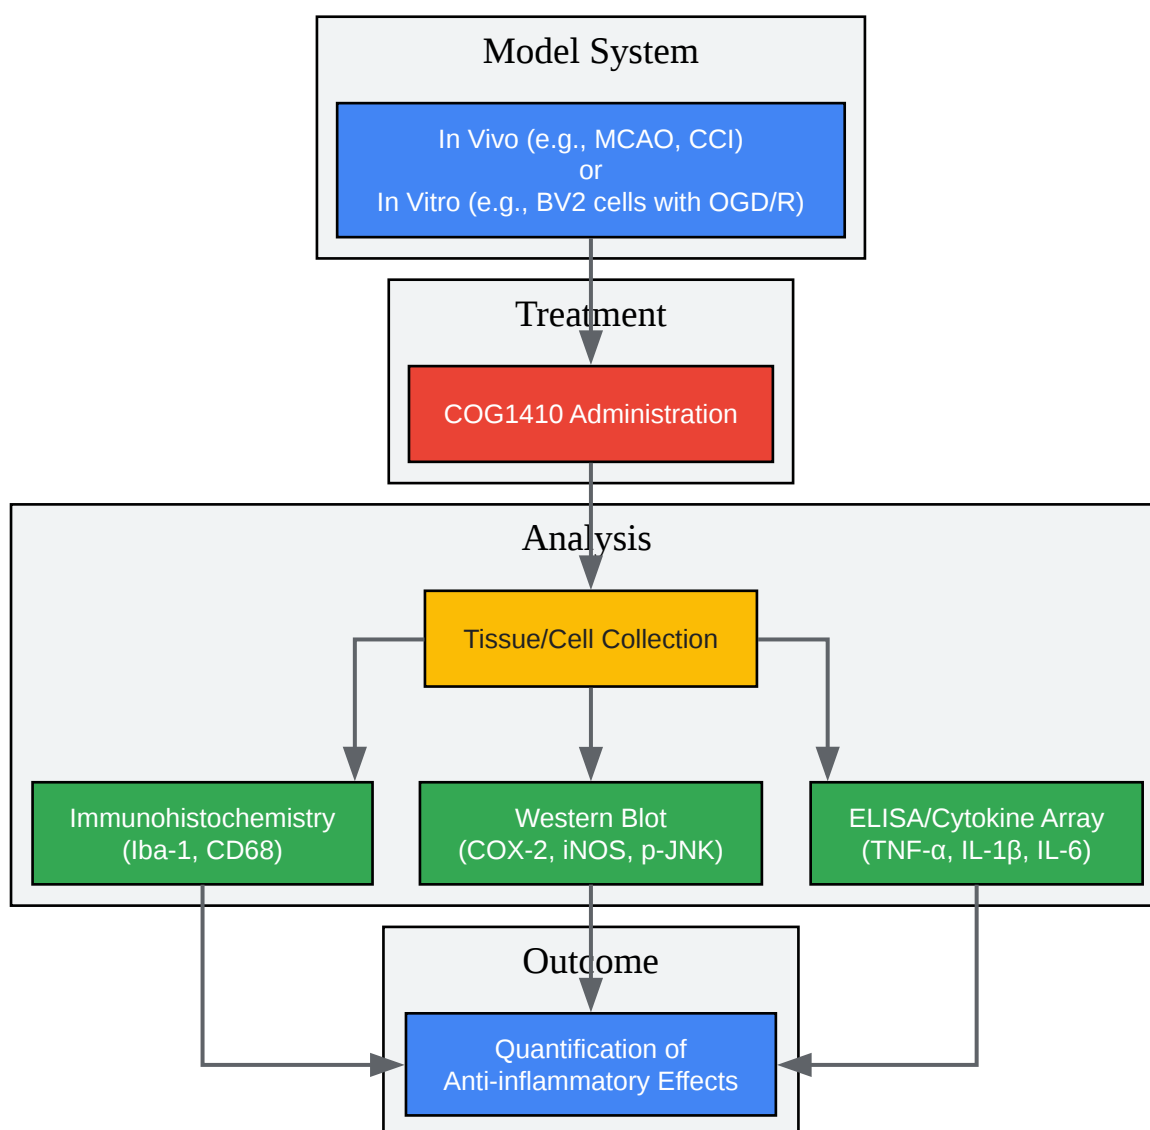 Model System
In Vivo (e.g., MCAO, CCI)
or
In Vitro (e.g., BV2 cells with OGD/R)
Treatment
COG1410 Administration
Analysis
Tissue/Cell Collection
Immunohistochemistry
(Iba-1, CD68)
Western Blot
(COX-2, iNOS, p-JNK)
ELISA/Cytokine Array
(TNF-α, IL-1β, IL-6)
Outcome
Quantification of
Anti-inflammatory Effects